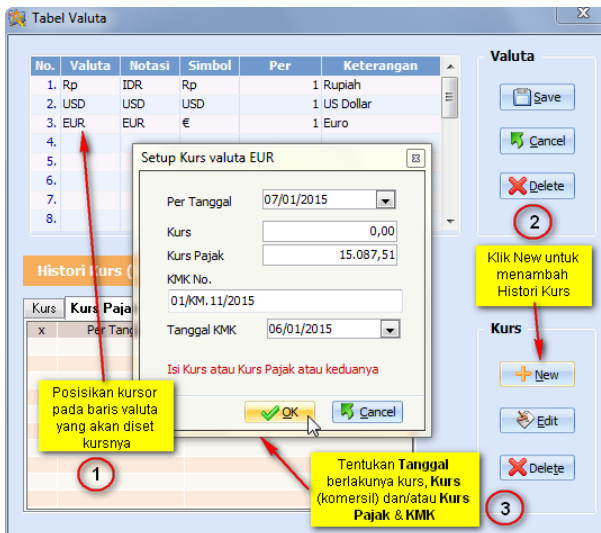 Tabel Valuta
No. Valuta Notasi Simbol Per Keterangan
1. Rp IDR Rp 1 Rupiah
2. USD USD USD 1 US Dollar
3. EUR EUR € 1 Euro
4.
5.
6.
7.
8.
Valuta
Save
Cancel
Delete
2
Klik New untuk
menambah
Histori Kurs
Setup Kurs valuta EUR
Per Tanggal 07/01/2015
Kurs 0,00
Kurs Pajak 15.087,51
KMK No.
01/KM.11/2015
Tanggal KMK 06/01/2015
Isi Kurs atau Kurs Pajak atau keduanya
OK Cancel
Histori Kurs (
Kurs Kurs Paja
x Per Tang
Posisikan kursor
pada baris valuta
yang akan diset
kursnya
1
Kurs
New
Edit
Delete
Tentukan Tanggal
berlakunya kurs, Kurs
(komersil) dan/atau Kurs
Pajak & KMK
3